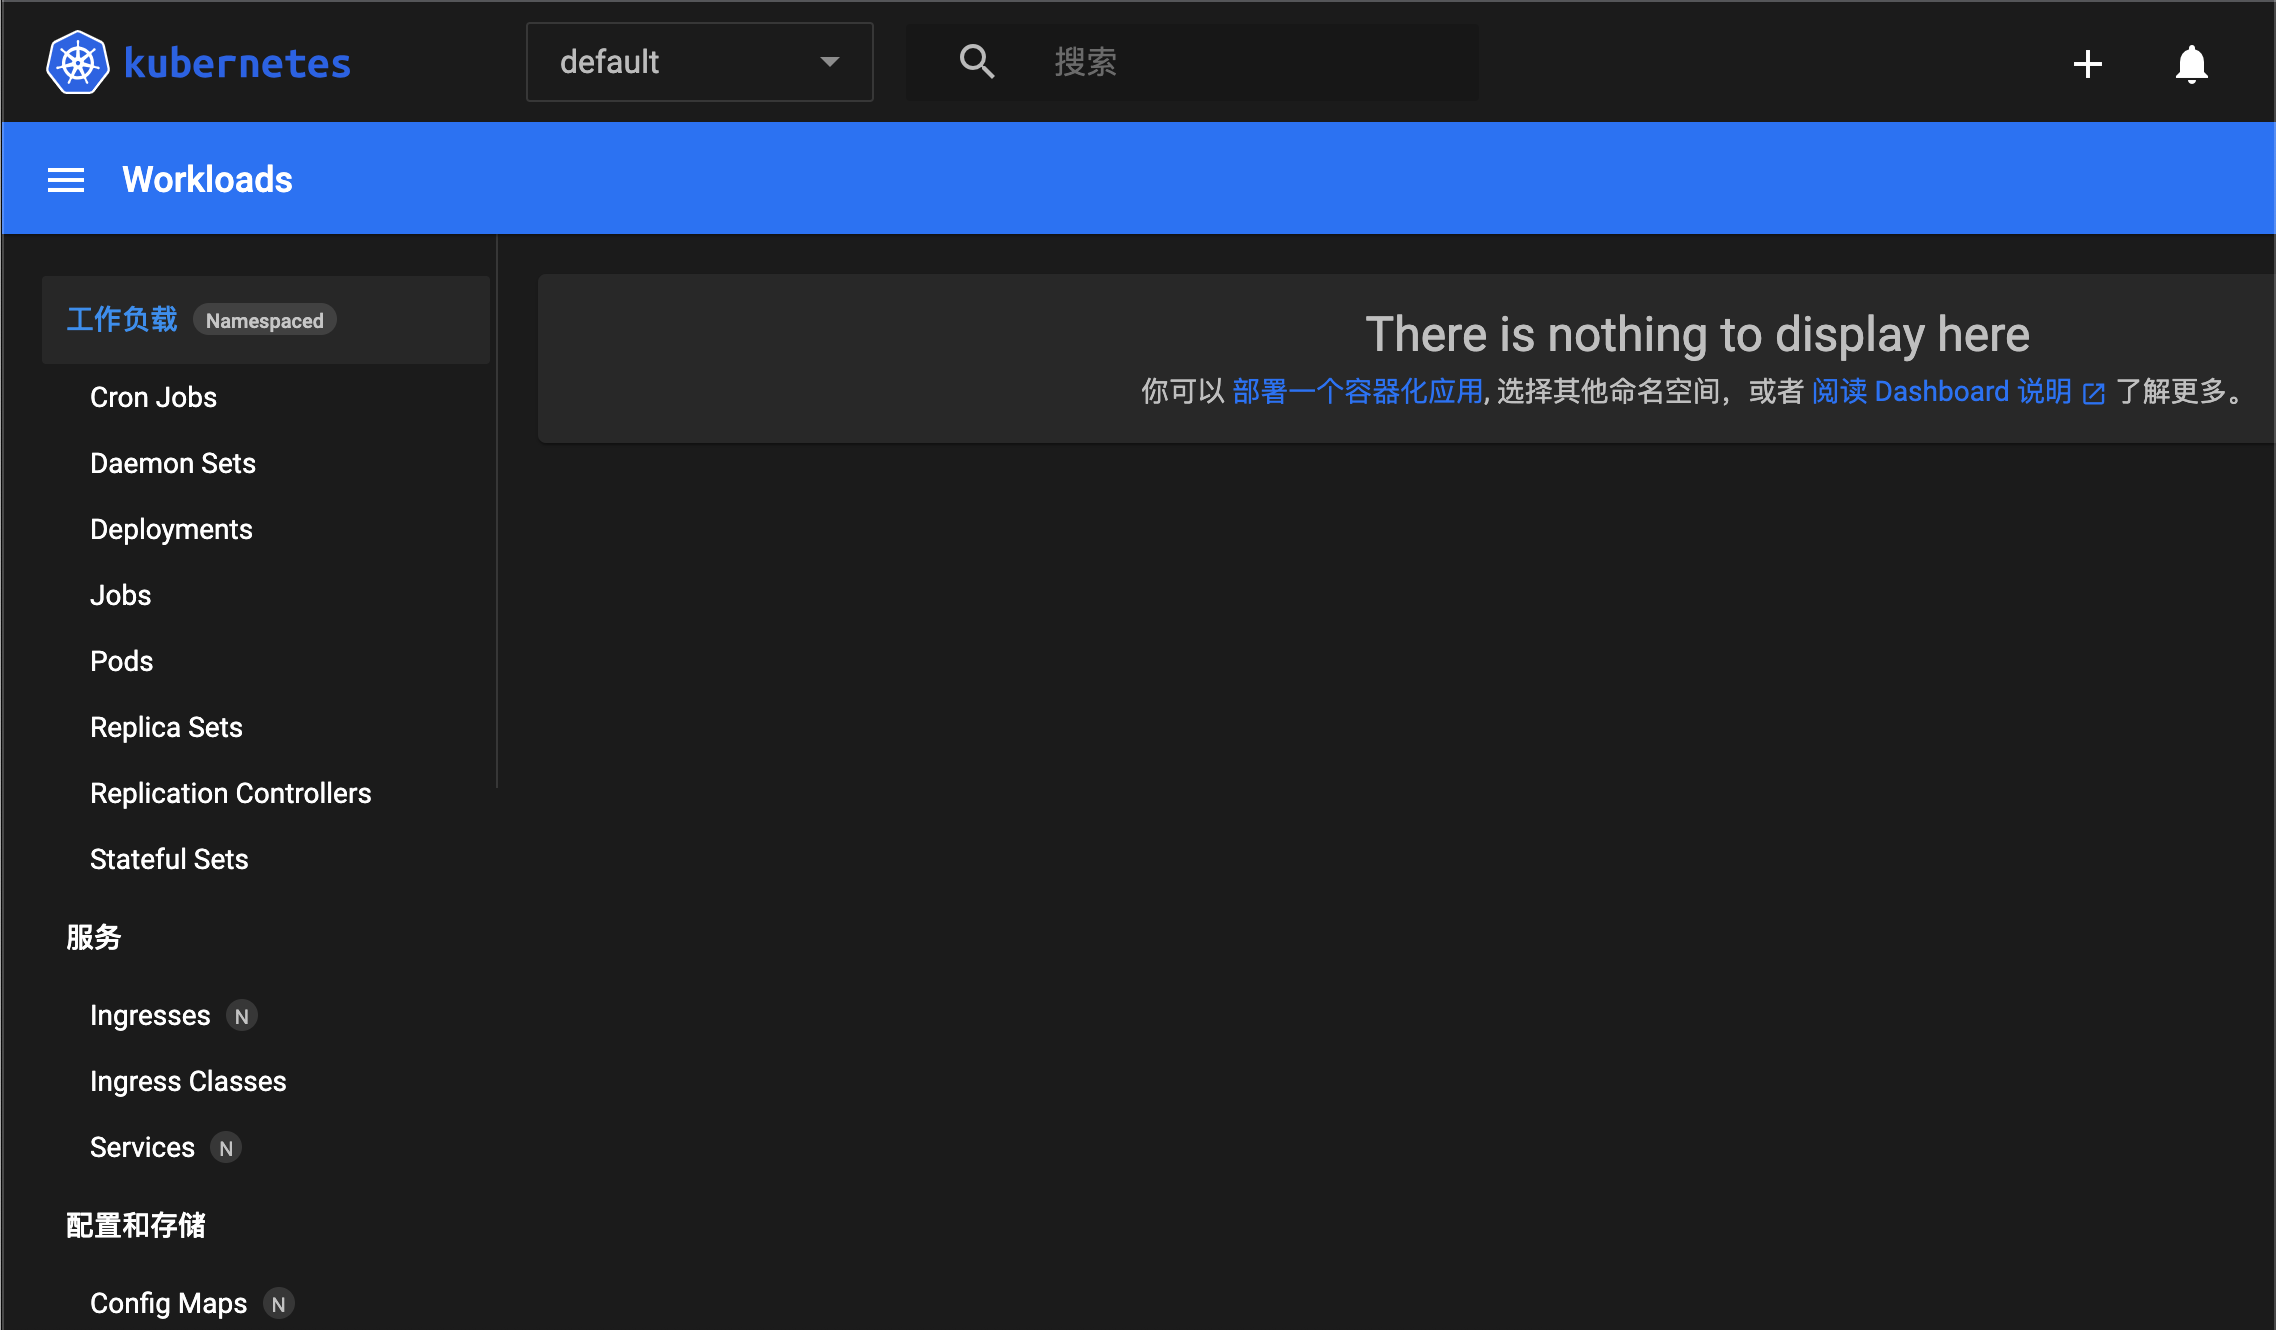 kubernetes
default
搜索
Workloads
工作负载 Namespaced
Cron Jobs
Daemon Sets
Deployments
Jobs
Pods
Replica Sets
Replication Controllers
Stateful Sets
服务
Ingresses N
Ingress Classes
Services N
配置和存储
Config Maps N
There is nothing to display here
你可以 部署一个容器化应用, 选择其他命名空间，或者 阅读 Dashboard 说明 了解更多。